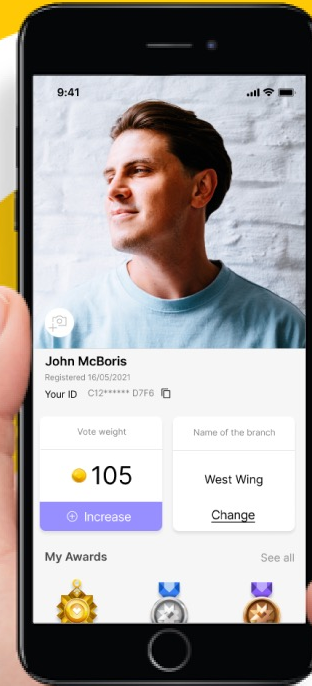 9:41
John McBoris
Registered 16/05/2021
Your ID C12****** D7F6
Vote weight
105
Increase
Name of the branch
West Wing
Change
My Awards See all